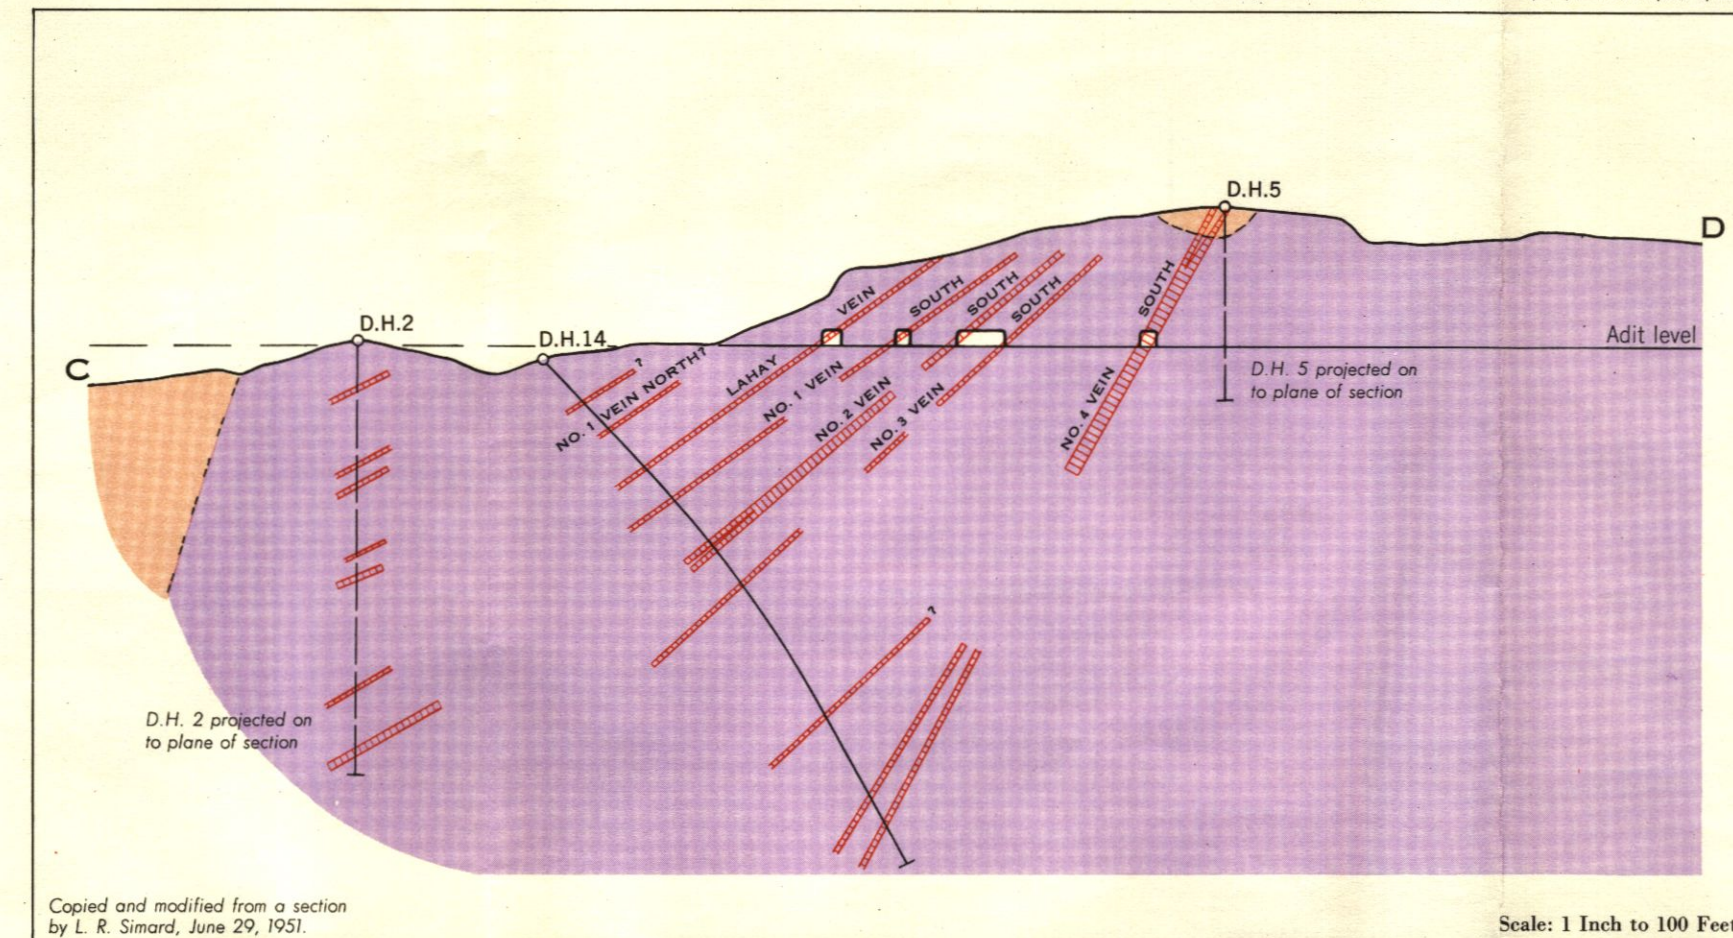 D.H.5
D
D.H.2
D.H.14
C
Adit level
D.H. 5 projected on
to plane of section
?
NO. 1 VEIN NORTH?
LAHAY VEIN
NO. 1 VEIN SOUTH
NO. 2 VEIN SOUTH
NO. 3 VEIN SOUTH
NO. 4 VEIN SOUTH
?
D.H. 2 projected on
to plane of section
Copied and modified from a section
by L. R. Simard, June 29, 1951.
Scale: 1 Inch to 100 Feet